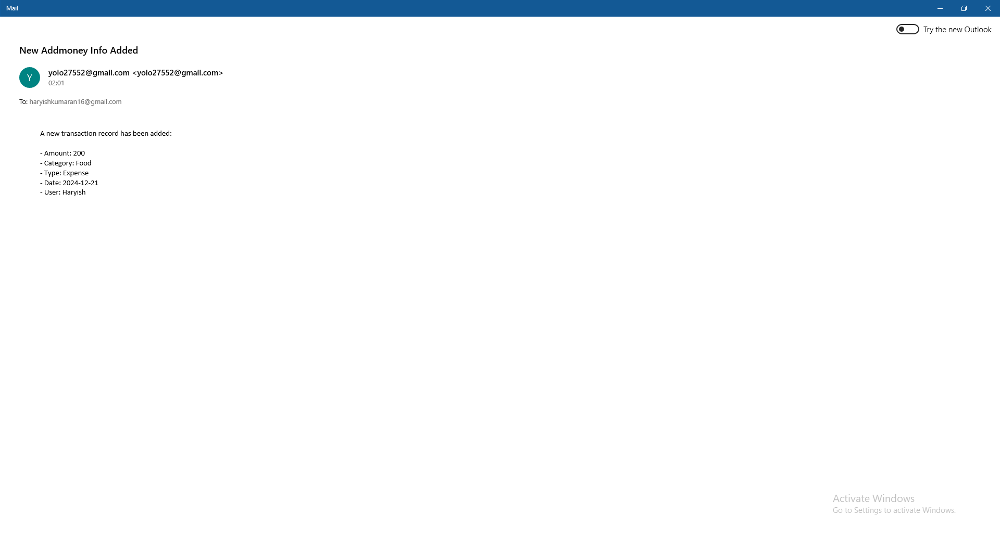 Mail
Try the new Outlook
New Addmoney Info Added
Y
yolo27552@gmail.com <yolo27552@gmail.com>
02:01
To: haryishkumaran16@gmail.com
A new transaction record has been added:
- Amount: 200
- Category: Food
- Type: Expense
- Date: 2024-12-21
- User: Haryish
Activate Windows
Go to Settings to activate Windows.